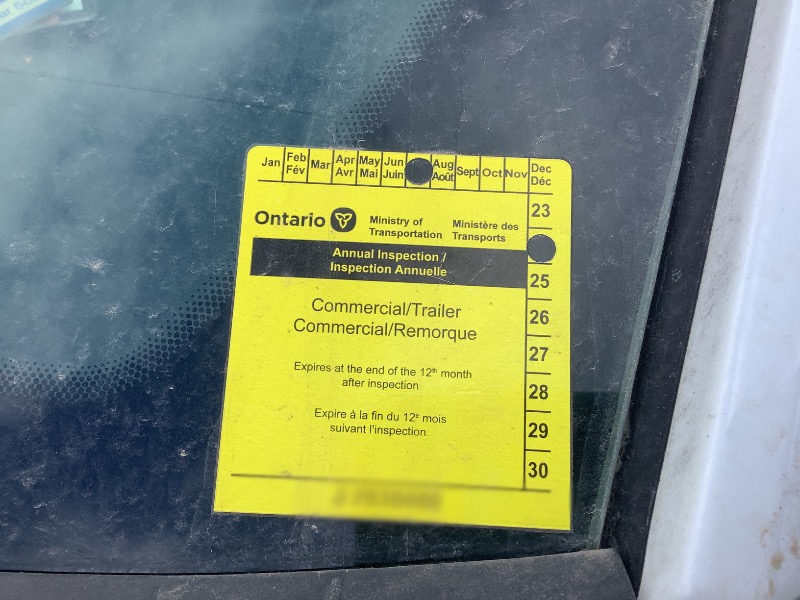 Jan Feb Mar Apr May Jun Aug Sept Oct Nov Dec
Fév Avr Mai Juin Août Déc
23
Ontario Ministry of Ministère des
Transportation Transports
Annual Inspection /
Inspection Annuelle
25
Commercial/Trailer
26
Commercial/Remorque
27
Expires at the end of the 12th month
after inspection.
28
Expire à la fin du 12e mois
suivant l'inspection.
29
30